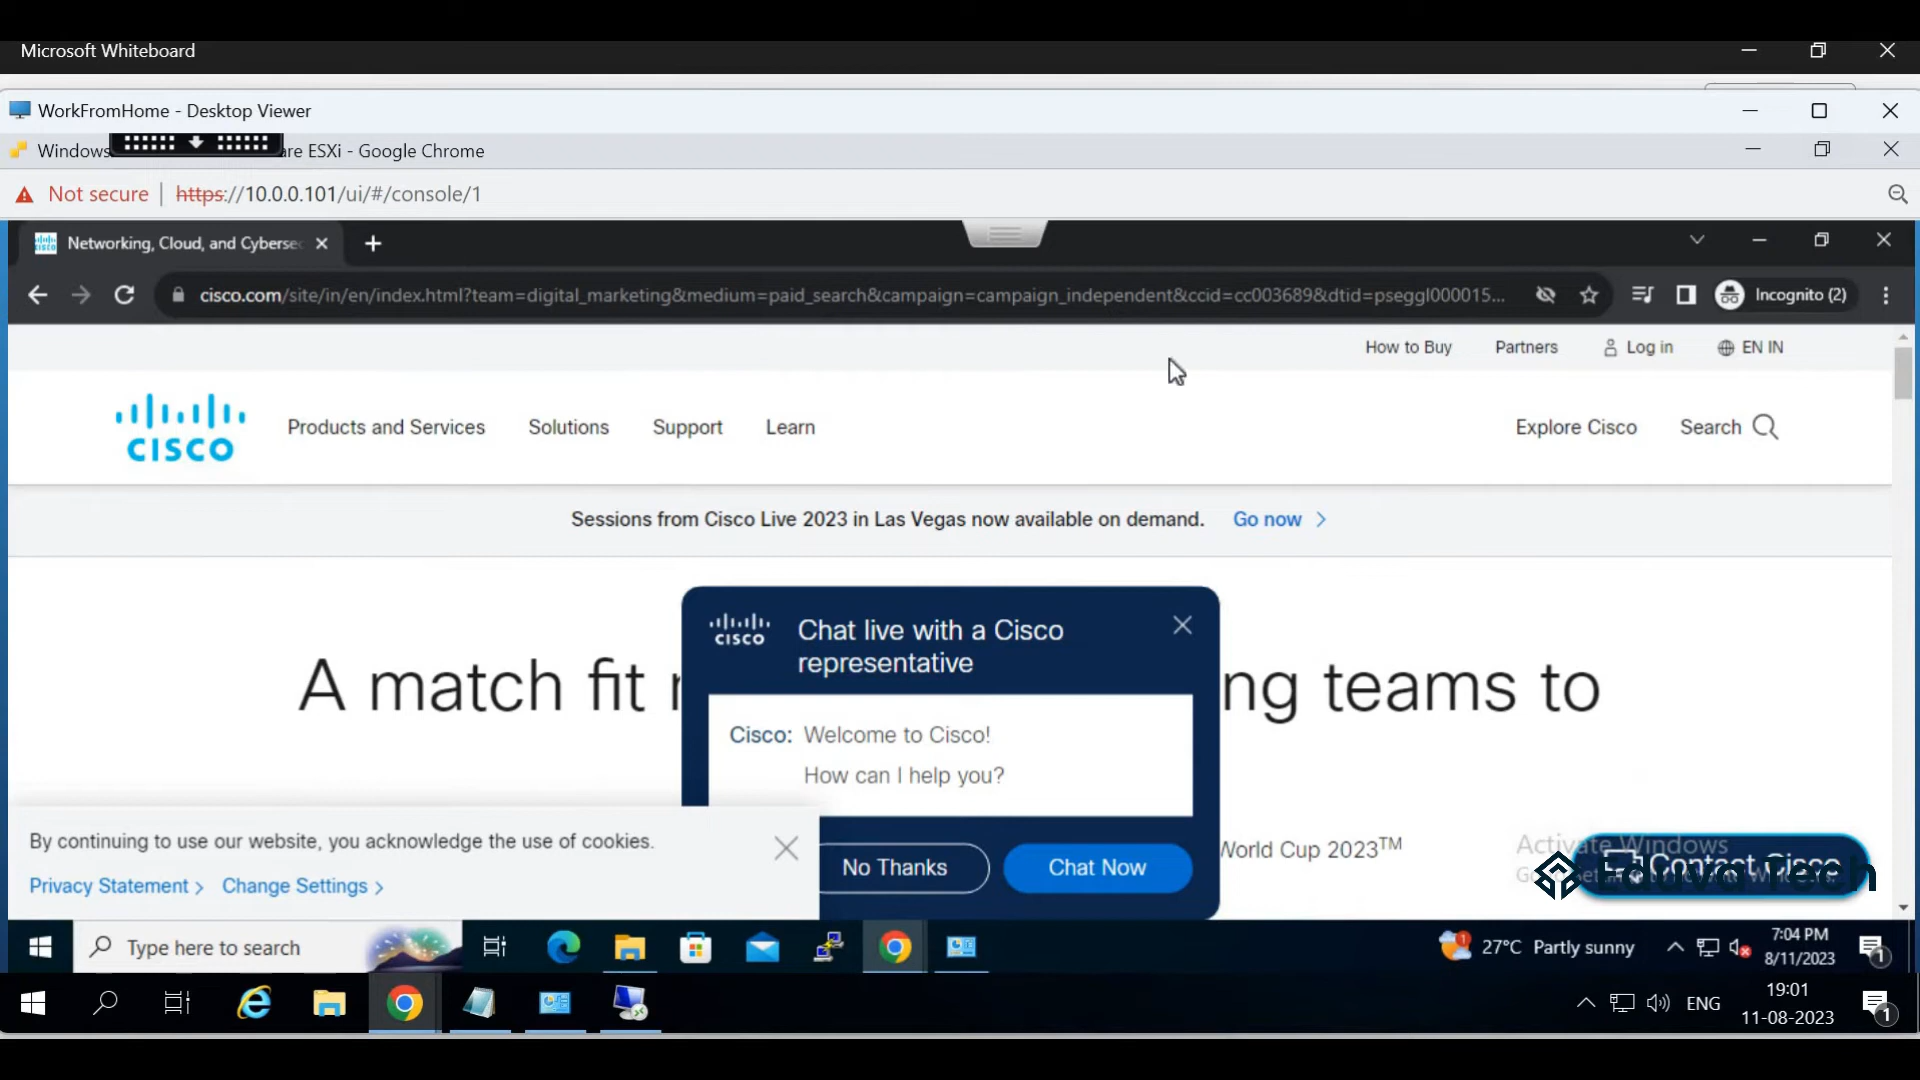 Microsoft Whiteboard
WorkFromHome - Desktop Viewer
Windows
are ESXi - Google Chrome
Not secure
https://10.0.0.101/ui/#/console/1
Networking, Cloud, and Cyberse
cisco.com/site/in/en/index.html?team=digital_marketing&medium=paid_search&campaign=campaign_independent&ccid=cc003689&dtid=pseggl000015...
Incognito (2)
How to Buy
Partners
Log in
EN IN
CISCO
Products and Services
Solutions
Support
Learn
Explore Cisco
Search
Sessions from Cisco Live 2023 in Las Vegas now available on demand.
Go now
A match fit
ng teams to
CISCO
Chat live with a Cisco
representative
Cisco: Welcome to Cisco!
How can I help you?
No Thanks
Chat Now
World Cup 2023™
By continuing to use our website, you acknowledge the use of cookies.
Privacy Statement
Change Settings
Activate Windows
Contact Cisco
Eduva Tech
Type here to search
1
27°C Partly sunny
7:04 PM
8/11/2023
1
ENG
19:01
11-08-2023
1